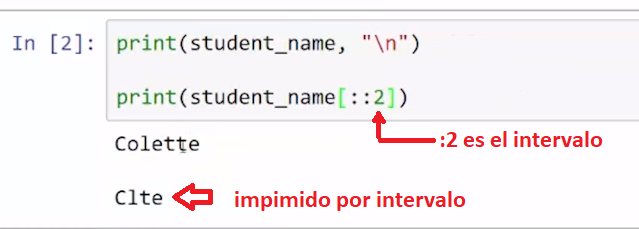 In [2]: print(student_name, "\n")
print(student_name[::2])
:2 es el intervalo
Colette
Clte
impimido por intervalo